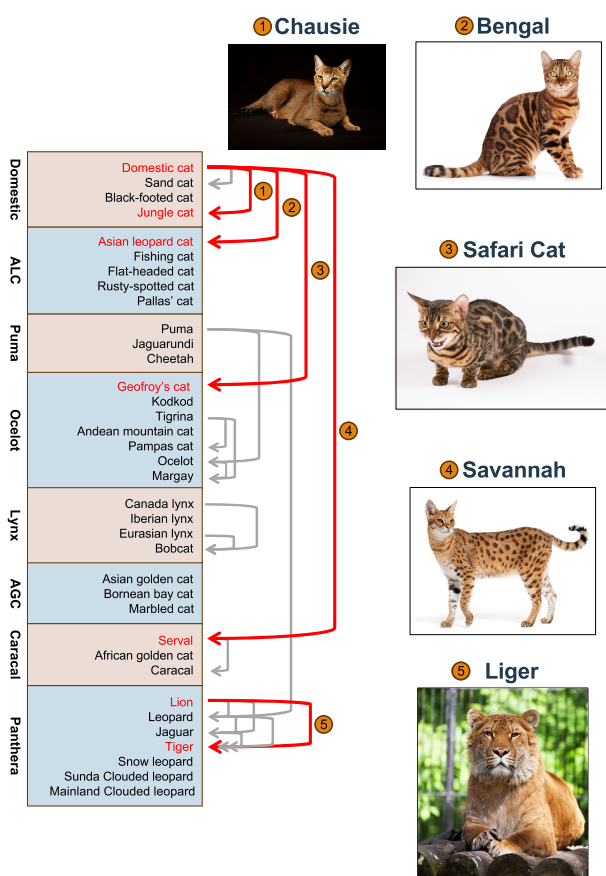 1 Chausie
2 Bengal
Domestic
Domestic cat
Sand cat
Black-footed cat
Jungle cat
1
2
3
4
ALC
Asian leopard cat
Fishing cat
Flat-headed cat
Rusty-spotted cat
Pallas' cat
3 Safari Cat
Puma
Puma
Jaguarundi
Cheetah
Ocelot
Geofroy's cat
Kodkod
Tigrina
Andean mountain cat
Pampas cat
Ocelot
Margay
4 Savannah
Lynx
Canada lynx
Iberian lynx
Eurasian lynx
Bobcat
AGC
Asian golden cat
Bornean bay cat
Marbled cat
Caracal
Serval
African golden cat
Caracal
5 Liger
Panthera
Lion
Leopard
Jaguar
Tiger
Snow leopard
Sunda Clouded leopard
Mainland Clouded leopard
5